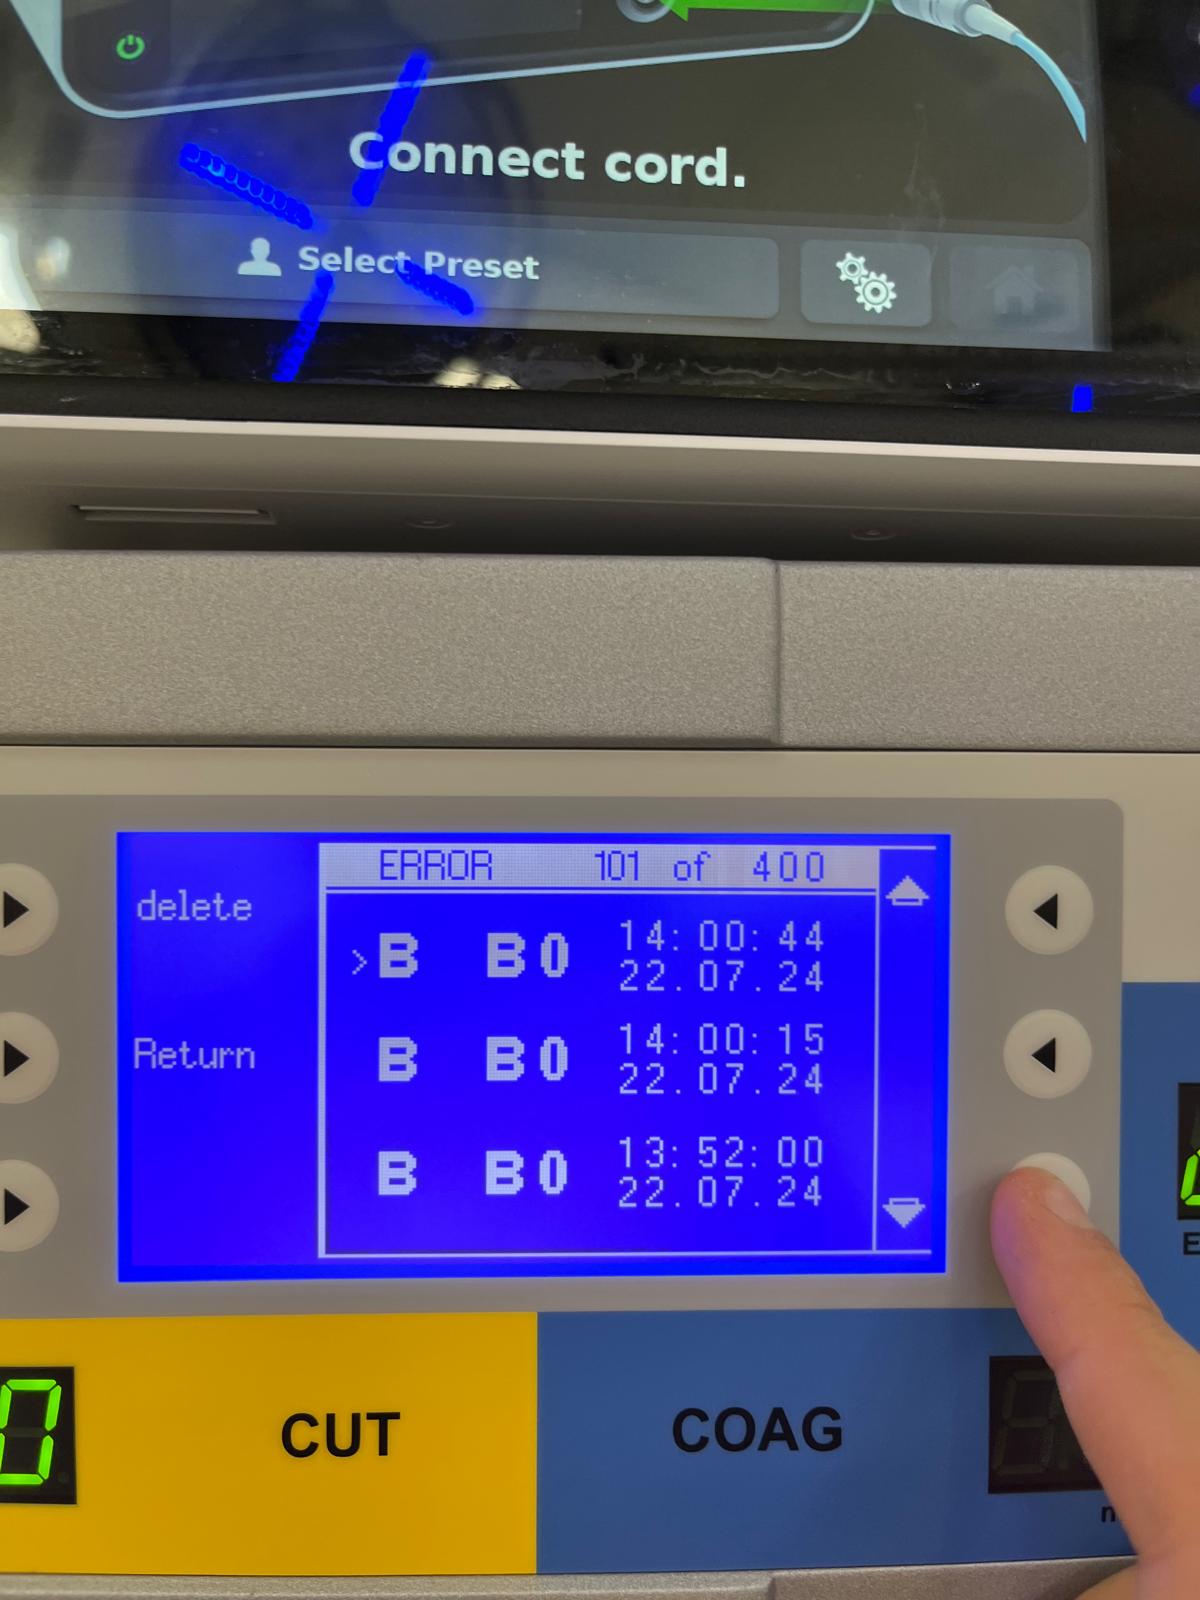 Connect cord.
Select Preset
ERROR 101 of 400
delete
>B B0 14:00:44
22.07.24
Return
B B0 14:00:15
22.07.24
B B0 13:52:00
22.07.24
CUT
COAG